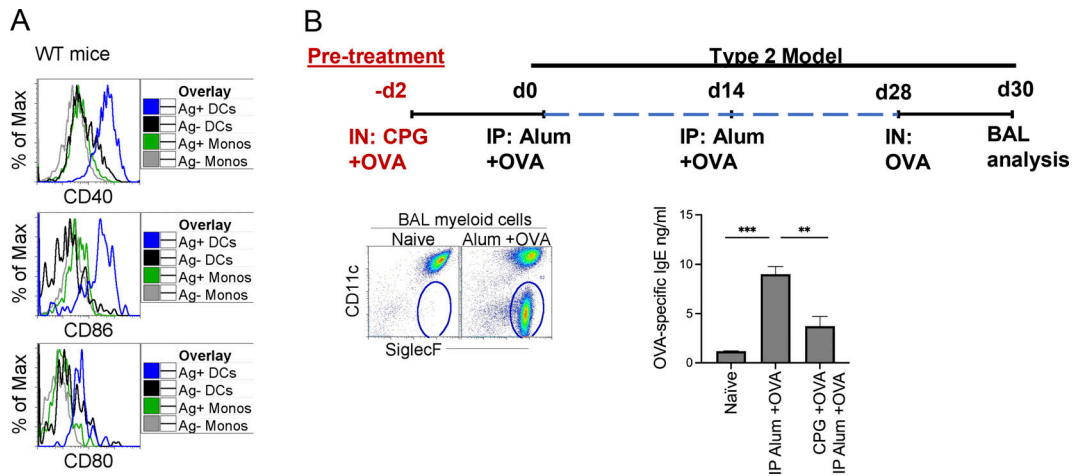 A
WT mice
% of Max
CD40
Overlay
Ag+ DCs
Ag- DCs
Ag+ Monos
Ag- Monos
% of Max
CD86
Overlay
Ag+ DCs
Ag- DCs
Ag+ Monos
Ag- Monos
% of Max
CD80
Overlay
Ag+ DCs
Ag- DCs
Ag+ Monos
Ag- Monos
B
Pre-treatment
Type 2 Model
-d2
d0
d14
d28
d30
IN: CPG
+OVA
IP: Alum
+OVA
IP: Alum
+OVA
IN:
OVA
BAL
analysis
BAL myeloid cells
Naive
Alum +OVA
CD11c
SiglecF
OVA-specific IgE ng/ml
15
10
5
0
***
**
Naïve
IP Alum +OVA
CPG +OVA
IP Alum +OVA